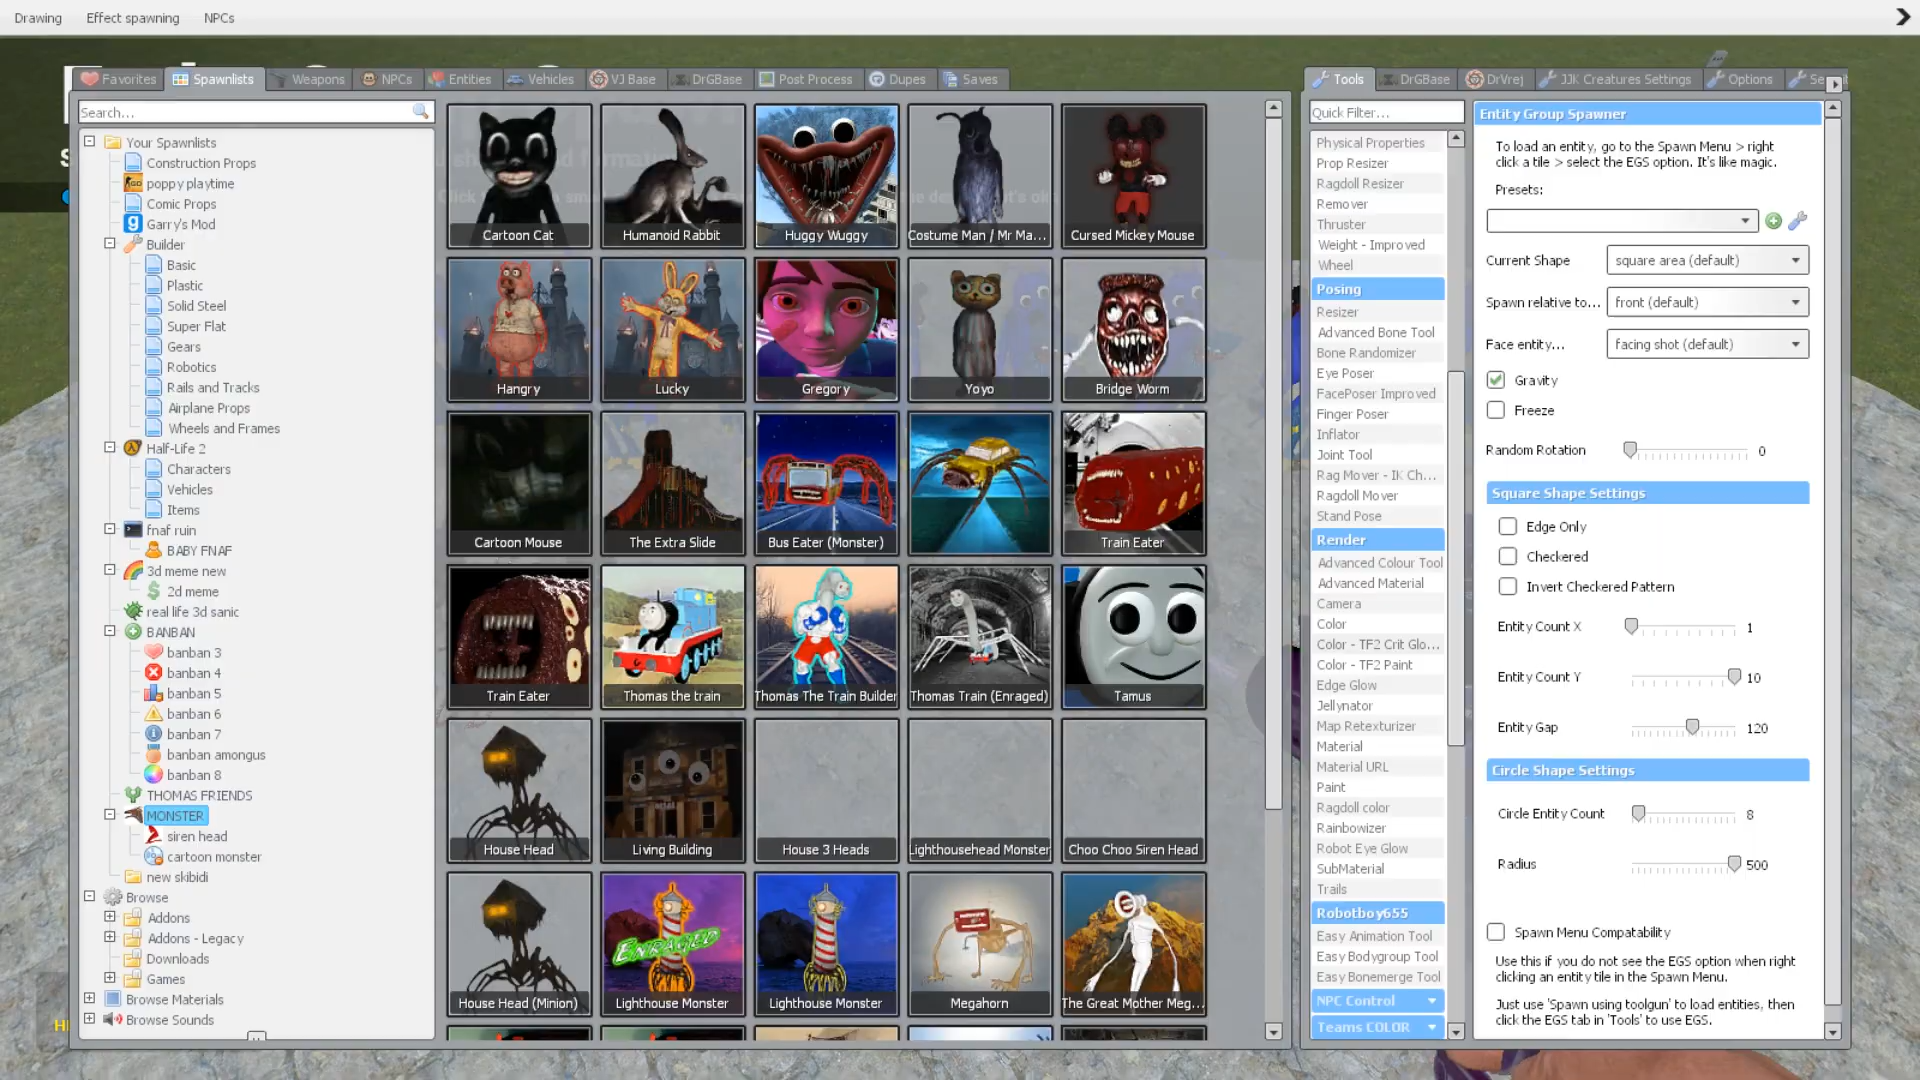 Drawing Effect spawning NPCs
Favorites Spawnlists Weapons NPCs Entities Vehicles VJ Base DrGBase Post Process Dupes Saves
Search...
Your Spawnlists
Construction Props
poppy playtime
Comic Props
Garry's Mod
Builder
Basic
Plastic
Solid Steel
Super Flat
Gears
Robotics
Rails and Tracks
Airplane Props
Wheels and Frames
Half-Life 2
Characters
Vehicles
Items
fnaf ruin
BABY FNAF
3d meme new
2d meme
real life 3d sanic
BANBAN
banban 3
banban 4
banban 5
banban 6
banban 7
banban amongus
banban 8
THOMAS FRIENDS
MONSTER
siren head
cartoon monster
new skibidi
Browse
Addons
Addons - Legacy
Downloads
Games
Browse Materials
Browse Sounds
Cartoon Cat
Humanoid Rabbit
Huggy Wuggy
Costume Man / Mr Ma...
Cursed Mickey Mouse
Hangry
Lucky
Gregory
Yoyo
Bridge Worm
Cartoon Mouse
The Extra Slide
Bus Eater (Monster)
Train Eater
Train Eater
Thomas the train
Thomas The Train Builder
Thomas Train (Enraged)
Tamus
House Head
Living Building
House 3 Heads
Lighthousehead Monster
Choo Choo Siren Head
House Head (Minion)
ENRAGED
Lighthouse Monster
Lighthouse Monster
Megahorn
The Great Mother Meg...
Tools DrGBase DrVrej JJK Creatures Settings Options
Quick Filter...
Physical Properties
Prop Resizer
Ragdoll Resizer
Remover
Thruster
Weight - Improved
Wheel
Posing
Resizer
Advanced Bone Tool
Bone Randomizer
Eye Poser
FacePoser Improved
Finger Poser
Inflator
Joint Tool
Rag Mover - IK Ch...
Ragdoll Mover
Stand Pose
Render
Advanced Colour Tool
Advanced Material
Camera
Color
Color - TF2 Crit Glo...
Color - TF2 Paint
Edge Glow
Jellynator
Map Retexturizer
Material
Material URL
Paint
Ragdoll color
Rainbowizer
Robot Eye Glow
SubMaterial
Trails
Robotboy655
Easy Animation Tool
Easy Bodygroup Tool
Easy Bonemerge Tool
NPC Control
Teams COLOR
Entity Group Spawner
To load an entity, go to the Spawn Menu > right
click a tile > select the EGS option. It's like magic.
Presets:
Current Shape square area (default)
Spawn relative to... front (default)
Face entity... facing shot (default)
Gravity
Freeze
Random Rotation 0
Square Shape Settings
Edge Only
Checkered
Invert Checkered Pattern
Entity Count X 1
Entity Count Y 10
Entity Gap 120
Circle Shape Settings
Circle Entity Count 8
Radius 500
Spawn Menu Compatability
Use this if you do not see the EGS option when right
clicking an entity tile in the Spawn Menu.
Just use 'Spawn using toolgun' to load entities, then
click the EGS tab in 'Tools' to use EGS.